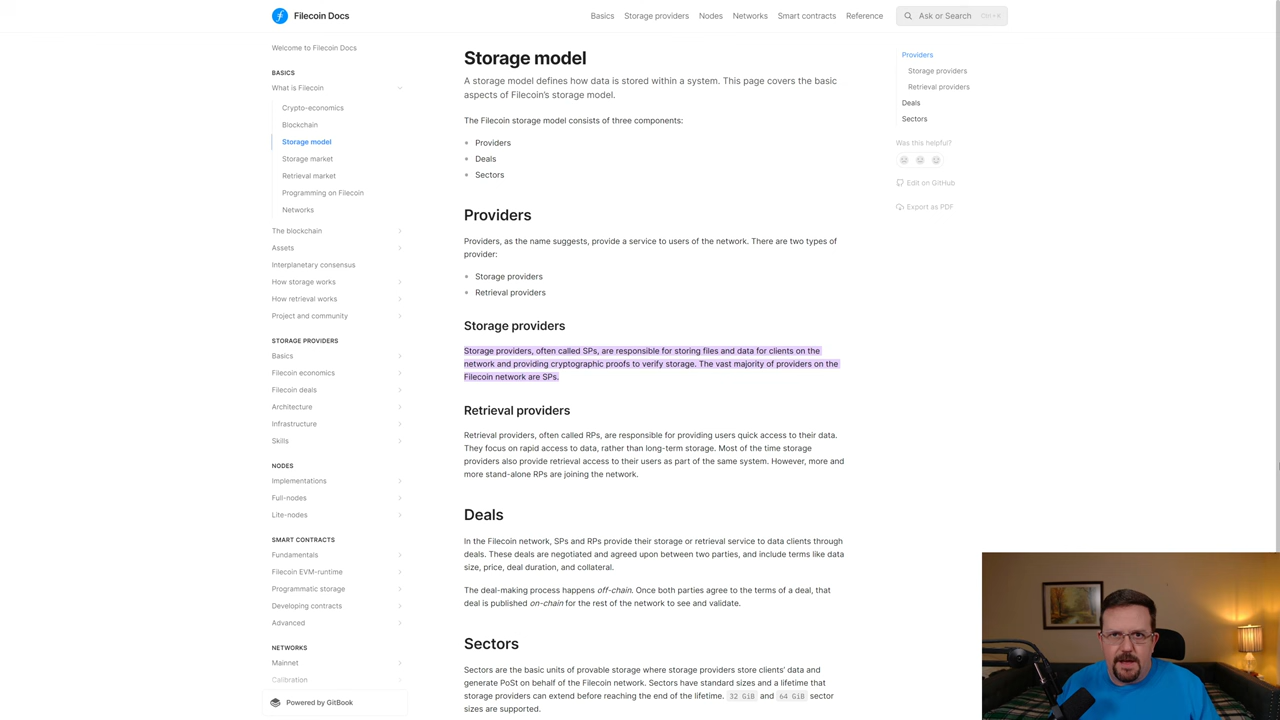 Filecoin Docs
Basics
Storage providers
Nodes
Networks
Smart contracts
Reference
Ask or Search
Ctrl+K
Welcome to Filecoin Docs
BASICS
What is Filecoin
Crypto-economics
Blockchain
Storage model
Storage market
Retrieval market
Programming on Filecoin
Networks
The blockchain
Assets
Interplanetary consensus
How storage works
How retrieval works
Project and community
STORAGE PROVIDERS
Basics
Filecoin economics
Filecoin deals
Architecture
Infrastructure
Skills
NODES
Implementations
Full-nodes
Lite-nodes
SMART CONTRACTS
Fundamentals
Filecoin EVM-runtime
Programmatic storage
Developing contracts
Advanced
NETWORKS
Mainnet
Calibration
Powered by GitBook
Storage model
A storage model defines how data is stored within a system. This page covers the basic
aspects of Filecoin's storage model.
The Filecoin storage model consists of three components:
Providers
Deals
Sectors
Providers
Providers, as the name suggests, provide a service to users of the network. There are two types of
provider:
Storage providers
Retrieval providers
Storage providers
Storage providers, often called SPs, are responsible for storing files and data for clients on the
network and providing cryptographic proofs to verify storage. The vast majority of providers on the
Filecoin network are SPs.
Retrieval providers
Retrieval providers, often called RPs, are responsible for providing users quick access to their data.
They focus on rapid access to data, rather than long-term storage. Most of the time storage
providers also provide retrieval access to their users as part of the same system. However, more and
more stand-alone RPs are joining the network.
Deals
In the Filecoin network, SPs and RPs provide their storage or retrieval service to data clients through
deals. These deals are negotiated and agreed upon between two parties, and include terms like data
size, price, deal duration, and collateral.
The deal-making process happens off-chain. Once both parties agree to the terms of a deal, that
deal is published on-chain for the rest of the network to see and validate.
Sectors
Sectors are the basic units of provable storage where storage providers store clients' data and
generate PoSt on behalf of the Filecoin network. Sectors have standard sizes and a lifetime that
storage providers can extend before reaching the end of the lifetime. 32 GiB and 64 GiB sector
sizes are supported.
Providers
Storage providers
Retrieval providers
Deals
Sectors
Was this helpful?
Edit on GitHub
Export as PDF